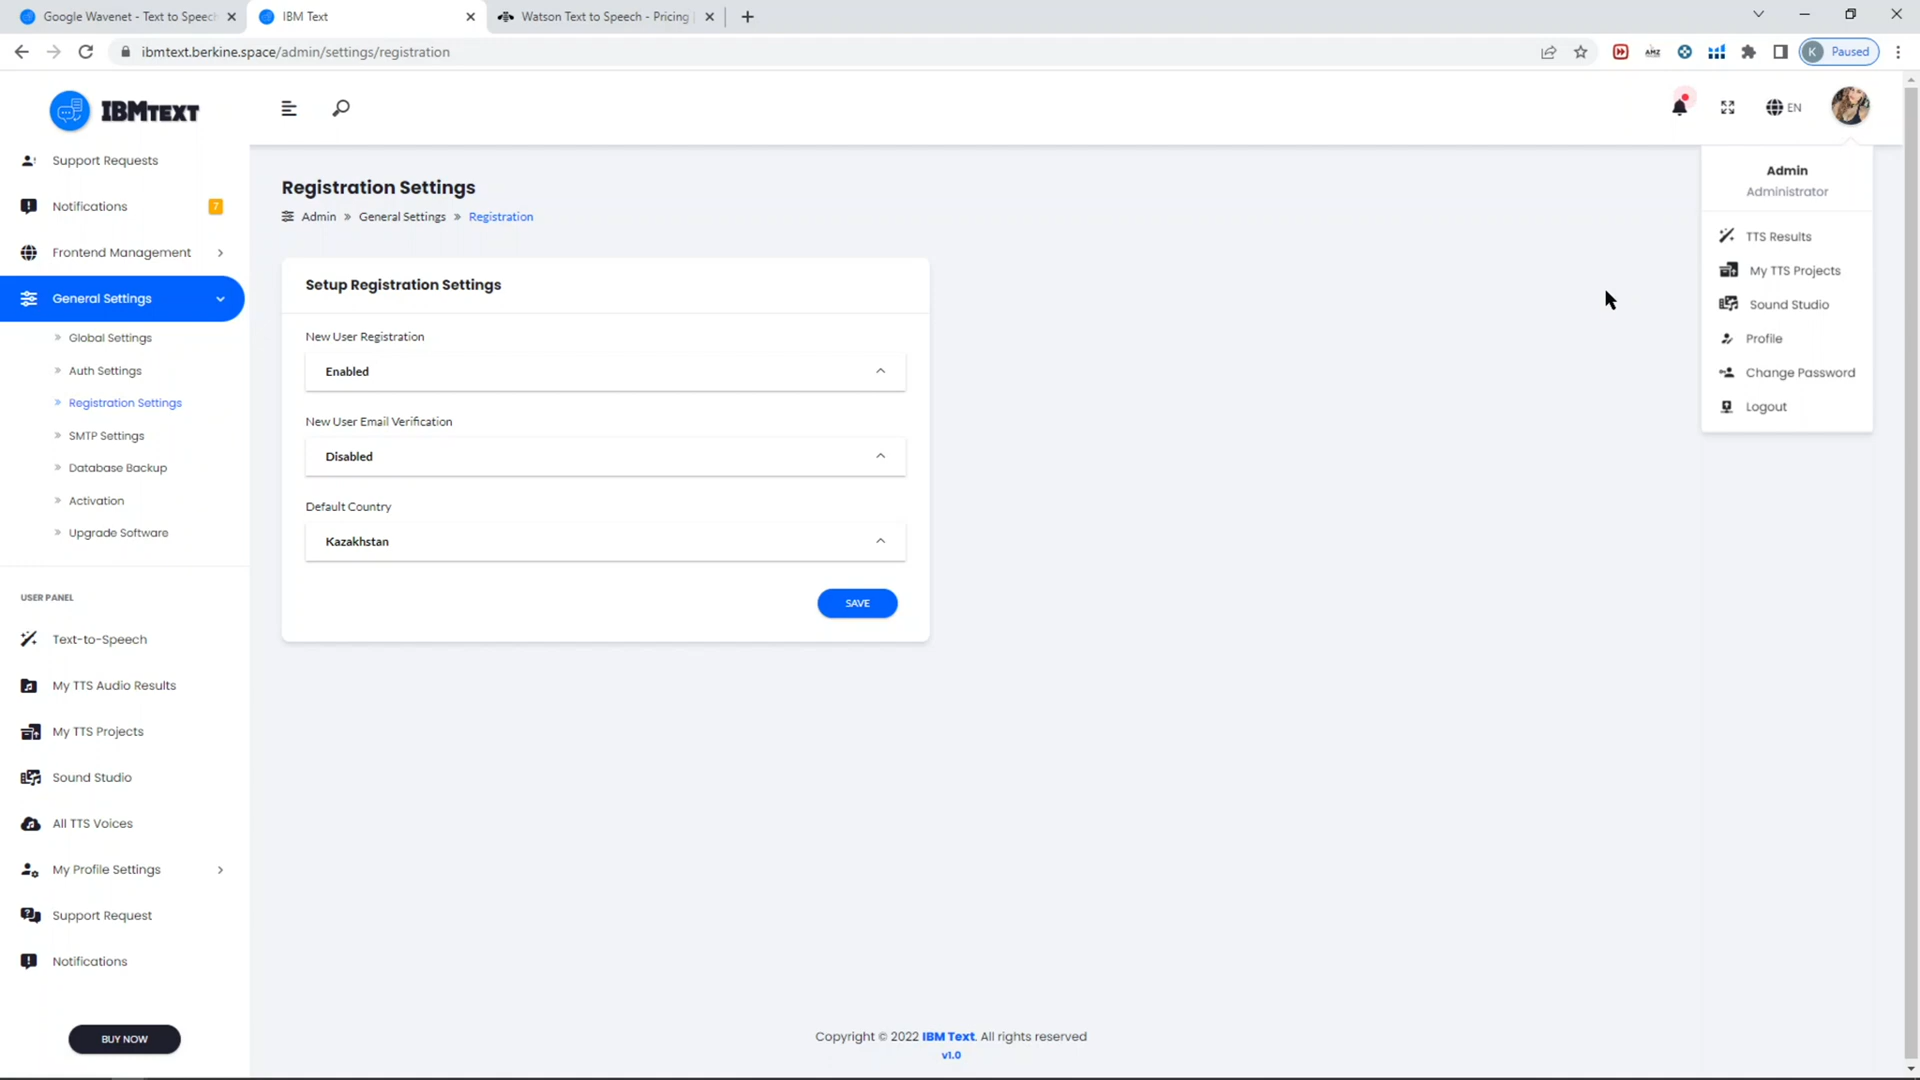 Google Wavenet - Text to Speech
IBM Text
Watson Text to Speech - Pricing
ibmtext.berkine.space/admin/settings/registration
K Paused
IBMTEXT
EN
Support Requests
Notifications 7
Frontend Management
General Settings
Global Settings
Auth Settings
Registration Settings
SMTP Settings
Database Backup
Activation
Upgrade Software
USER PANEL
Text-to-Speech
My TTS Audio Results
My TTS Projects
Sound Studio
All TTS Voices
My Profile Settings
Support Request
Notifications
BUY NOW
Registration Settings
Admin » General Settings » Registration
Setup Registration Settings
New User Registration
Enabled
New User Email Verification
Disabled
Default Country
Kazakhstan
SAVE
Admin
Administrator
TTS Results
My TTS Projects
Sound Studio
Profile
Change Password
Logout
Copyright © 2022 IBM Text. All rights reserved
v1.0